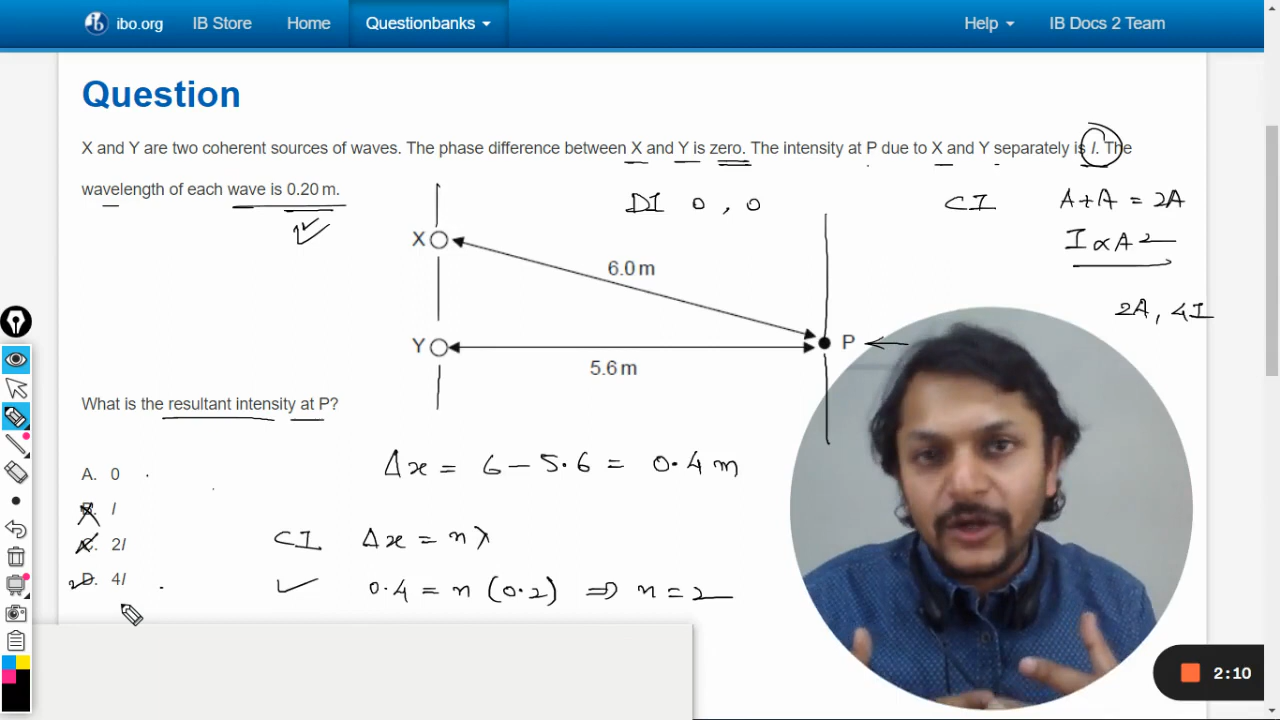 ibo.org IB Store Home Questionbanks Help IB Docs 2 Team
Question
X and Y are two coherent sources of waves. The phase difference between X and Y is zero. The intensity at P due to X and Y separately is I. The
wavelength of each wave is 0.20 m.
DI 0 , 0
CI A+A = 2A
I ∝ A²
2A, 4I
X
6.0 m
Y
P
5.6 m
What is the resultant intensity at P?
A. 0
B. I
C. 2I
D. 4I
Δx = 6 - 5.6 = 0.4 m
CI Δx = nλ
0.4 = n (0.2) ⇒ n = 2
2:10